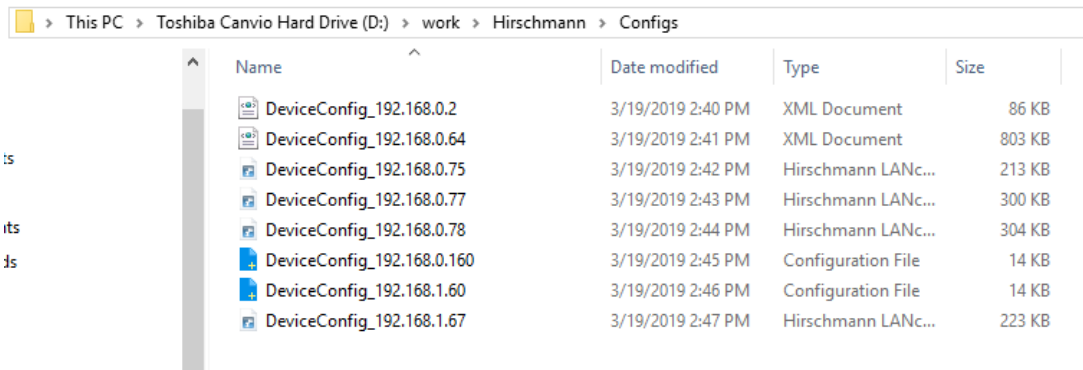 This PC > Toshiba Canvio Hard Drive (D:) > work > Hirschmann > Configs
Name Date modified Type Size
DeviceConfig_192.168.0.2 3/19/2019 2:40 PM XML Document 86 KB
DeviceConfig_192.168.0.64 3/19/2019 2:41 PM XML Document 803 KB
ts
DeviceConfig_192.168.0.75 3/19/2019 2:42 PM Hirschmann LANc... 213 KB
DeviceConfig_192.168.0.77 3/19/2019 2:43 PM Hirschmann LANc... 300 KB
nts DeviceConfig_192.168.0.78 3/19/2019 2:44 PM Hirschmann LANc... 304 KB
ds DeviceConfig_192.168.0.160 3/19/2019 2:45 PM Configuration File 14 KB
DeviceConfig_192.168.1.60 3/19/2019 2:46 PM Configuration File 14 KB
DeviceConfig_192.168.1.67 3/19/2019 2:47 PM Hirschmann LANc... 223 KB